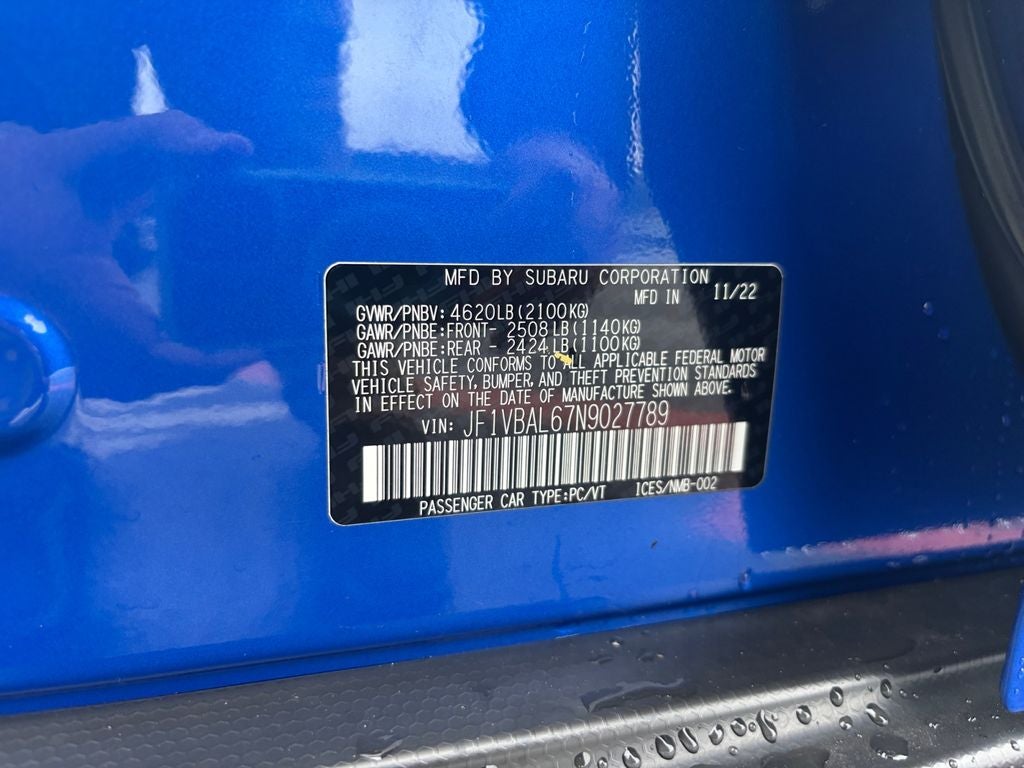 MFD BY SUBARU CORPORATION
MFD IN 11/22
GVWR/PNBV: 4620LB(2100KG)
GAWR/PNBE:FRONT- 2508LB(1140KG)
GAWR/PNBE:REAR - 2424LB(1100KG)
THIS VEHICLE CONFORMS TO ALL APPLICABLE FEDERAL MOTOR
VEHICLE SAFETY, BUMPER, AND THEFT PREVENTION STANDARDS
IN EFFECT ON THE DATE OF MANUFACTURE SHOWN ABOVE.
VIN: JF1VBAL67N9027789
PASSENGER CAR TYPE:PC/VT ICES/NMB-002